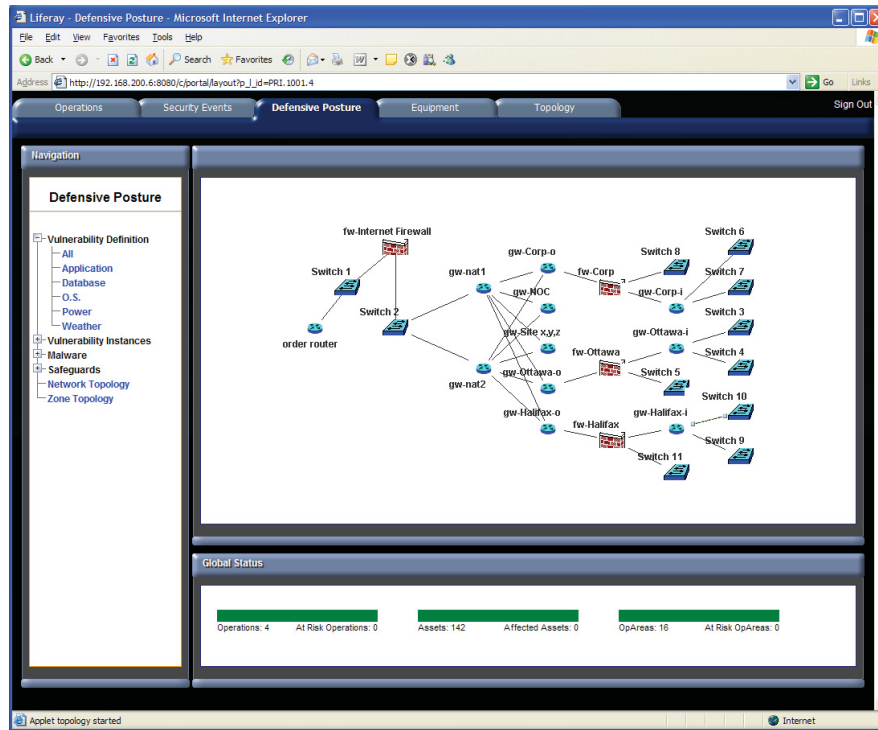 Liferay - Defensive Posture - Microsoft Internet Explorer
File Edit View Favorites Tools Help
Back Search Favorites
Address http://192.168.200.6:8080/c/portal/layout?p_l_id=PRI.1001.4 Go Links
Operations Security Events Defensive Posture Equipment Topology Sign Out
Navigation
Defensive Posture
Vulnerability Definition
All
Application
Database
O.S.
Power
Weather
Vulnerability Instances
Malware
Safeguards
Network Topology
Zone Topology
fw-Internet Firewall
Switch 1
order router
Switch 2
gw-nat1
gw-nat2
gw-Corp-o
gw-NOC
gw-Site x,y,z
gw-Ottawa-o
gw-Halifax-o
fw-Corp
fw-Ottawa
fw-Halifax
Switch 8
gw-Corp-i
gw-Ottawa-i
Switch 5
gw-Halifax-i
Switch 11
Switch 6
Switch 7
Switch 3
Switch 4
Switch 10
Switch 9
Global Status
Operations: 4 At Risk Operations: 0 Assets: 142 Affected Assets: 0 OpAreas: 16 At Risk OpAreas: 0
Applet topology started Internet